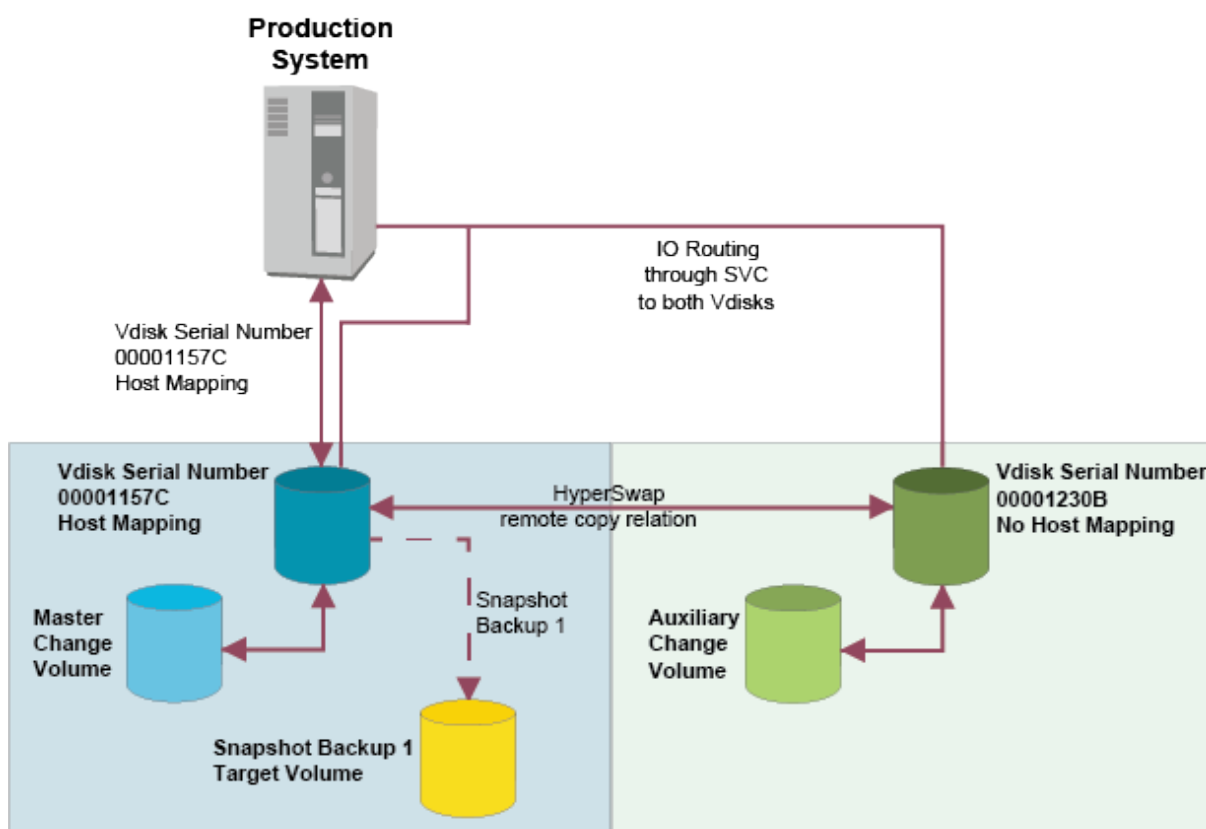 Production
System
IO Routing
through SVC
to both Vdisks
Vdisk Serial Number
00001157C
Host Mapping
Vdisk Serial Number
00001157C
Host Mapping
HyperSwap
remote copy relation
Vdisk Serial Number
00001230B
No Host Mapping
Master
Change
Volume
Snapshot
Backup 1
Auxiliary
Change
Volume
Snapshot Backup 1
Target Volume